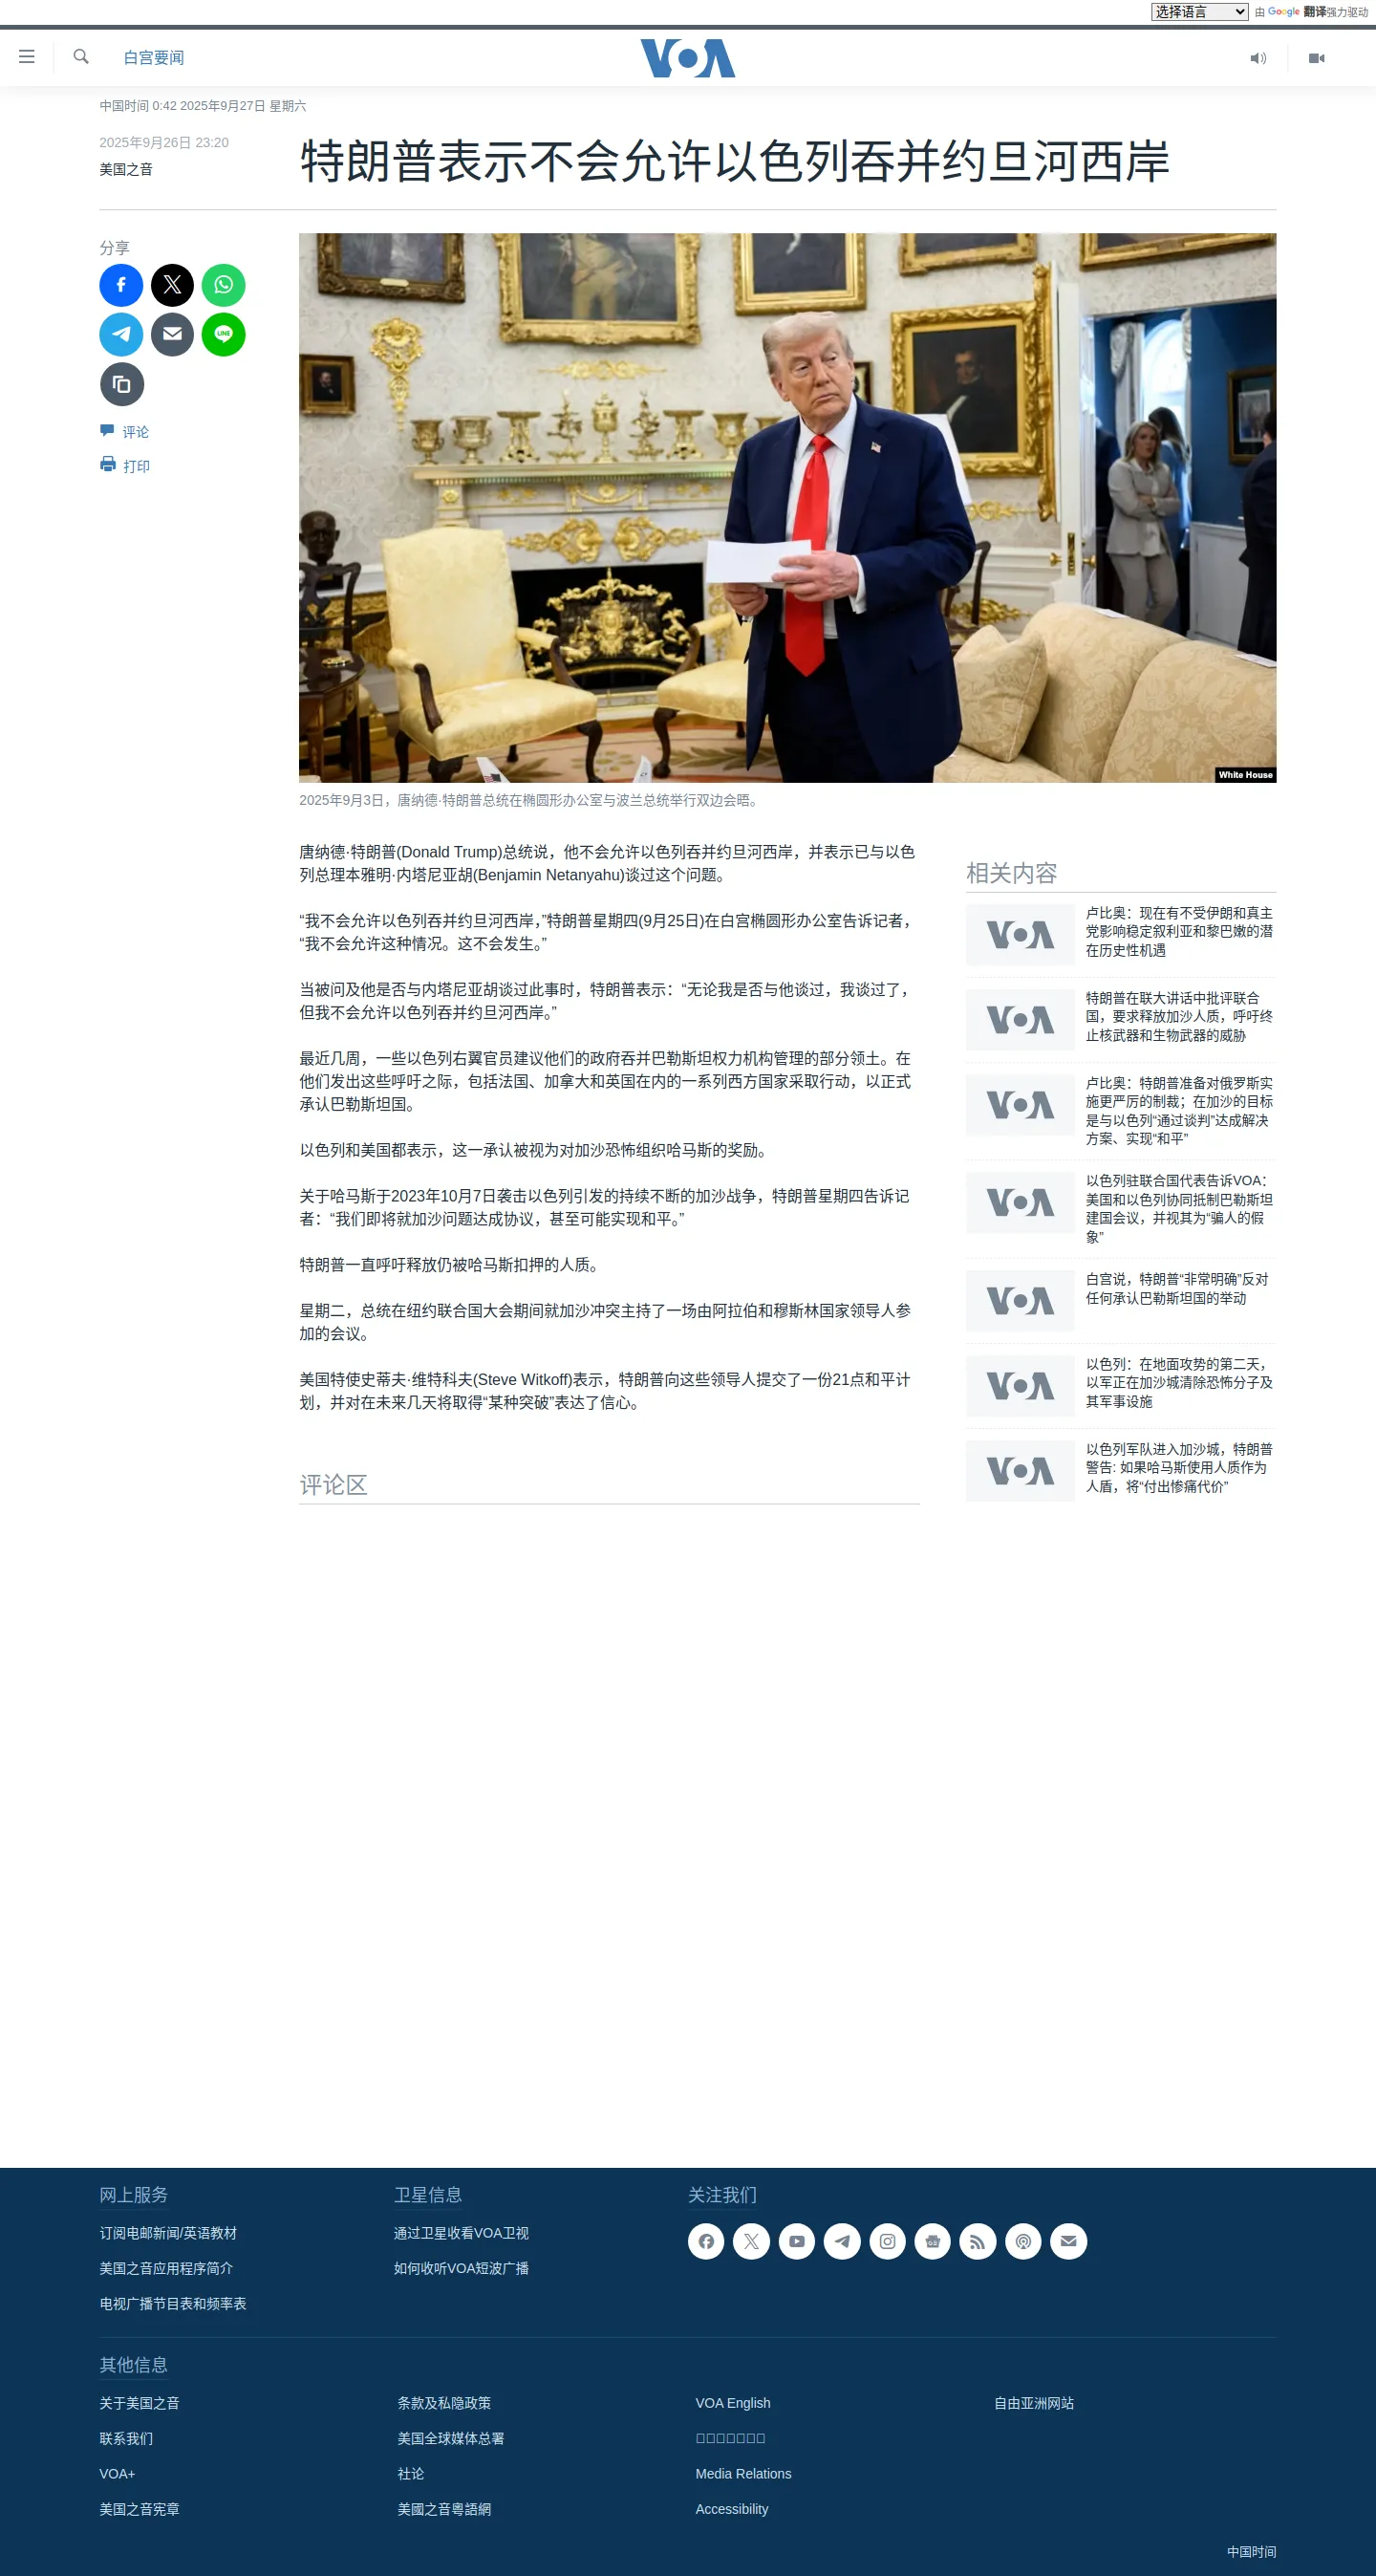 选择语言
由 Google 翻译强力驱动
白宫要闻
VOA
中国时间 0:42 2025年9月27日 星期六
2025年9月26日 23:20
美国之音
特朗普表示不会允许以色列吞并约旦河西岸
分享
LINE
评论
打印
White House
2025年9月3日，唐纳德·特朗普总统在椭圆形办公室与波兰总统举行双边会晤。
唐纳德·特朗普(Donald Trump)总统说，他不会允许以色列吞并约旦河西岸，并表示已与以色
列总理本雅明·内塔尼亚胡(Benjamin Netanyahu)谈过这个问题。
“我不会允许以色列吞并约旦河西岸，”特朗普星期四(9月25日)在白宫椭圆形办公室告诉记者，
“我不会允许这种情况。这不会发生。”
当被问及他是否与内塔尼亚胡谈过此事时，特朗普表示：“无论我是否与他谈过，我谈过了，
但我不会允许以色列吞并约旦河西岸。”
最近几周，一些以色列右翼官员建议他们的政府吞并巴勒斯坦权力机构管理的部分领土。在
他们发出这些呼吁之际，包括法国、加拿大和英国在内的一系列西方国家采取行动，以正式
承认巴勒斯坦国。
以色列和美国都表示，这一承认被视为对加沙恐怖组织哈马斯的奖励。
关于哈马斯于2023年10月7日袭击以色列引发的持续不断的加沙战争，特朗普星期四告诉记
者：“我们即将就加沙问题达成协议，甚至可能实现和平。”
特朗普一直呼吁释放仍被哈马斯扣押的人质。
星期二，总统在纽约联合国大会期间就加沙冲突主持了一场由阿拉伯和穆斯林国家领导人参
加的会议。
美国特使史蒂夫·维特科夫(Steve Witkoff)表示，特朗普向这些领导人提交了一份21点和平计
划，并对在未来几天将取得“某种突破”表达了信心。
评论区
相关内容
VOA
卢比奥：现在有不受伊朗和真主
党影响稳定叙利亚和黎巴嫩的潜
在历史性机遇
VOA
特朗普在联大讲话中批评联合
国，要求释放加沙人质，呼吁终
止核武器和生物武器的威胁
VOA
卢比奥：特朗普准备对俄罗斯实
施更严厉的制裁；在加沙的目标
是与以色列“通过谈判”达成解决
方案、实现“和平”
VOA
以色列驻联合国代表告诉VOA：
美国和以色列协同抵制巴勒斯坦
建国会议，并视其为“骗人的假
象”
VOA
白宫说，特朗普“非常明确”反对
任何承认巴勒斯坦国的举动
VOA
以色列：在地面攻势的第二天，
以军正在加沙城清除恐怖分子及
其军事设施
VOA
以色列军队进入加沙城，特朗普
警告: 如果哈马斯使用人质作为
人盾，将“付出惨痛代价”
网上服务
订阅电邮新闻/英语教材
美国之音应用程序简介
电视广播节目表和频率表
卫星信息
通过卫星收看VOA卫视
如何收听VOA短波广播
关注我们
其他信息
关于美国之音
联系我们
VOA+
美国之音宪章
条款及私隐政策
美国全球媒体总署
社论
美國之音粵語網
VOA English
Media Relations
Accessibility
自由亚洲网站
中国时间